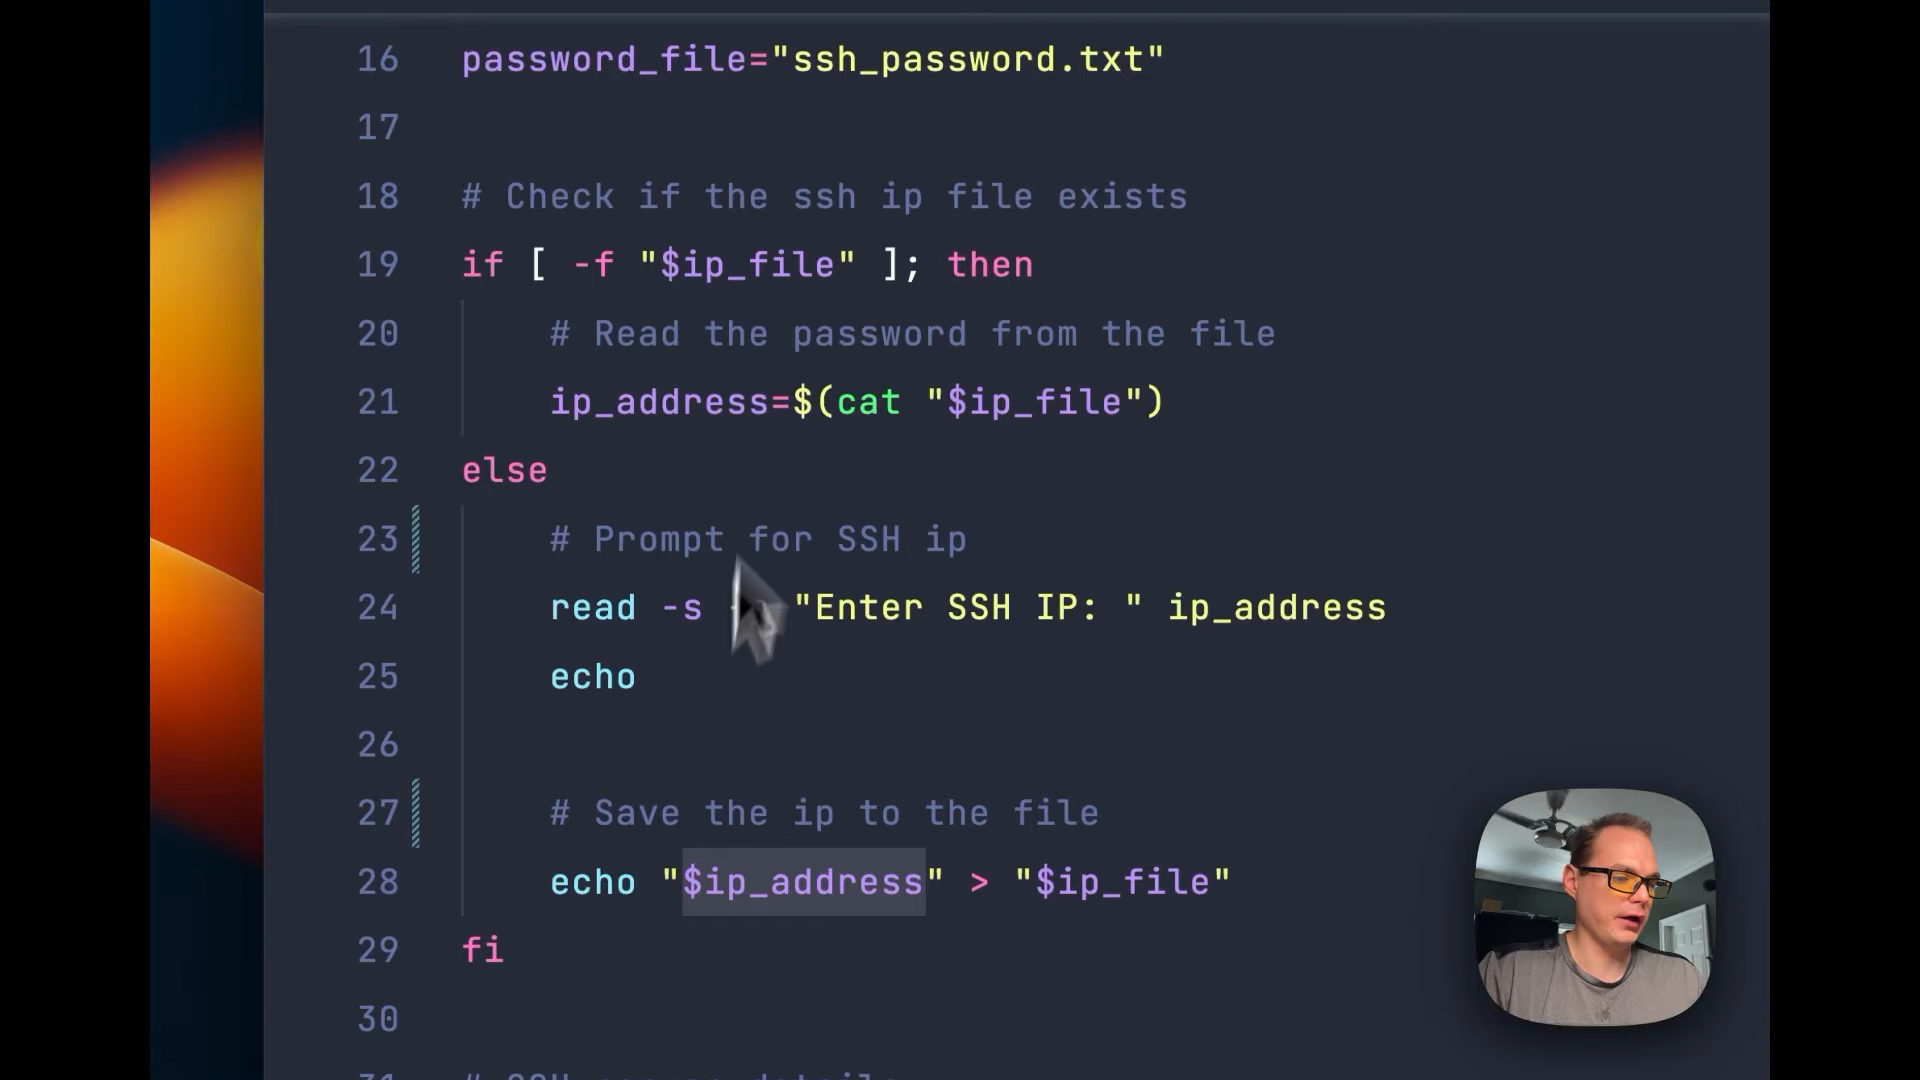 16 password_file="ssh_password.txt"
17
18 # Check if the ssh ip file exists
19 if [ -f "$ip_file" ]; then
20 # Read the password from the file
21 ip_address=$(cat "$ip_file")
22 else
23 # Prompt for SSH ip
24 read -s "Enter SSH IP: " ip_address
25 echo
26
27 # Save the ip to the file
28 echo "$ip_address" > "$ip_file"
29 fi
30